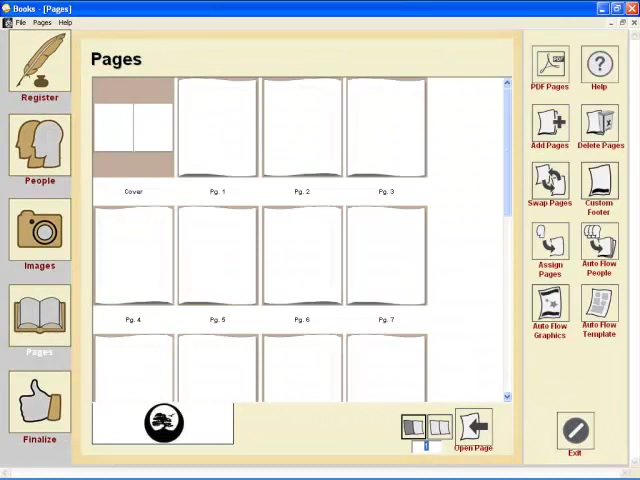 Books - [Pages]
File Pages Help
Register
People
Images
Pages
Finalize
Pages
Cover
Pg. 1
Pg. 2
Pg. 3
Pg. 4
Pg. 5
Pg. 6
Pg. 7
1
Open Page
PDF
PDF Pages
Help
Add Pages
Delete Pages
Swap Pages
Custom
Footer
Assign
Pages
Auto Flow
People
Auto Flow
Graphics
Auto Flow
Template
Exit